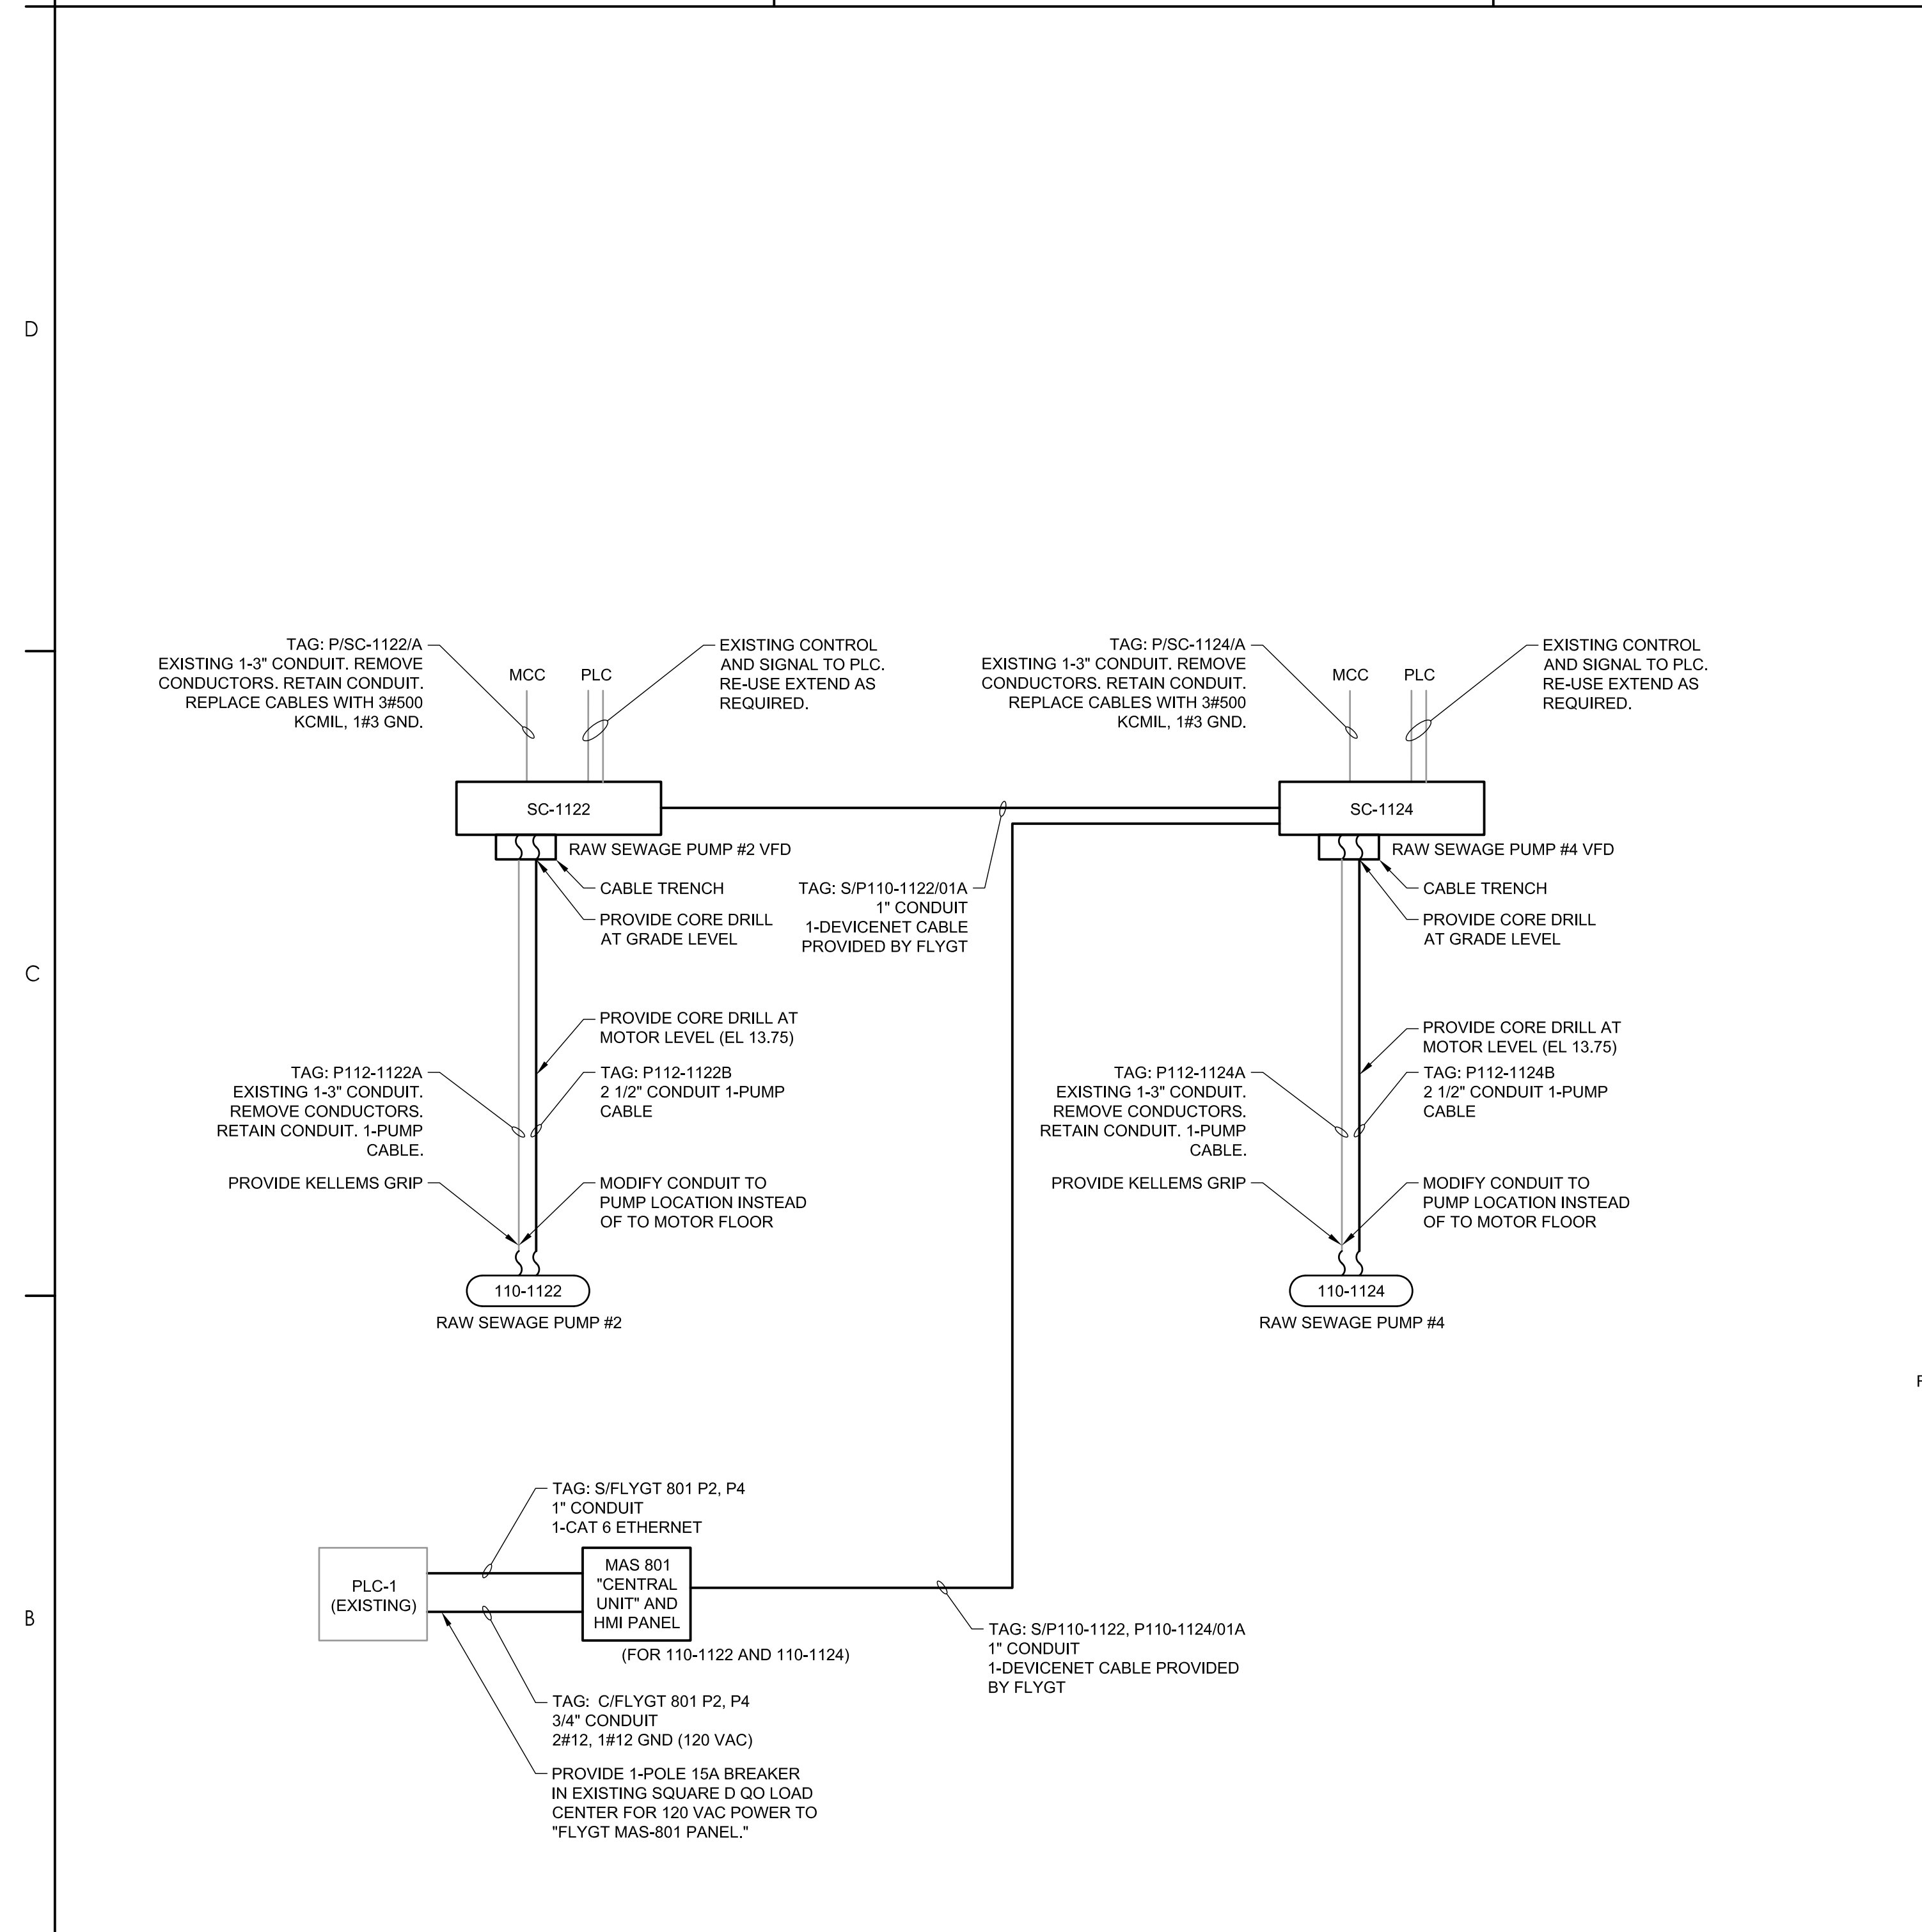 D
TAG: P/SC-1122/A
EXISTING 1-3" CONDUIT. REMOVE
CONDUCTORS. RETAIN CONDUIT.
REPLACE CABLES WITH 3#500
KCMIL, 1#3 GND.
MCC
PLC
EXISTING CONTROL
AND SIGNAL TO PLC.
RE-USE EXTEND AS
REQUIRED.
TAG: P/SC-1124/A
EXISTING 1-3" CONDUIT. REMOVE
CONDUCTORS. RETAIN CONDUIT.
REPLACE CABLES WITH 3#500
KCMIL, 1#3 GND.
MCC
PLC
EXISTING CONTROL
AND SIGNAL TO PLC.
RE-USE EXTEND AS
REQUIRED.
SC-1122
SC-1124
RAW SEWAGE PUMP #2 VFD
RAW SEWAGE PUMP #4 VFD
CABLE TRENCH
PROVIDE CORE DRILL
AT GRADE LEVEL
TAG: S/P110-1122/01A
1" CONDUIT
1-DEVICENET CABLE
PROVIDED BY FLYGT
CABLE TRENCH
PROVIDE CORE DRILL
AT GRADE LEVEL
C
PROVIDE CORE DRILL AT
MOTOR LEVEL (EL 13.75)
PROVIDE CORE DRILL AT
MOTOR LEVEL (EL 13.75)
TAG: P112-1122A
EXISTING 1-3" CONDUIT.
REMOVE CONDUCTORS.
RETAIN CONDUIT. 1-PUMP
CABLE.
TAG: P112-1122B
2 1/2" CONDUIT 1-PUMP
CABLE
TAG: P112-1124A
EXISTING 1-3" CONDUIT.
REMOVE CONDUCTORS.
RETAIN CONDUIT. 1-PUMP
CABLE.
TAG: P112-1124B
2 1/2" CONDUIT 1-PUMP
CABLE
PROVIDE KELLEMS GRIP
MODIFY CONDUIT TO
PUMP LOCATION INSTEAD
OF TO MOTOR FLOOR
PROVIDE KELLEMS GRIP
MODIFY CONDUIT TO
PUMP LOCATION INSTEAD
OF TO MOTOR FLOOR
110-1122
RAW SEWAGE PUMP #2
110-1124
RAW SEWAGE PUMP #4
TAG: S/FLYGT 801 P2, P4
1" CONDUIT
1-CAT 6 ETHERNET
PLC-1
(EXISTING)
MAS 801
"CENTRAL
UNIT" AND
HMI PANEL
(FOR 110-1122 AND 110-1124)
B
TAG: S/P110-1122, P110-1124/01A
1" CONDUIT
1-DEVICENET CABLE PROVIDED
BY FLYGT
TAG: C/FLYGT 801 P2, P4
3/4" CONDUIT
2#12, 1#12 GND (120 VAC)
PROVIDE 1-POLE 15A BREAKER
IN EXISTING SQUARE D QO LOAD
CENTER FOR 120 VAC POWER TO
"FLYGT MAS-801 PANEL."